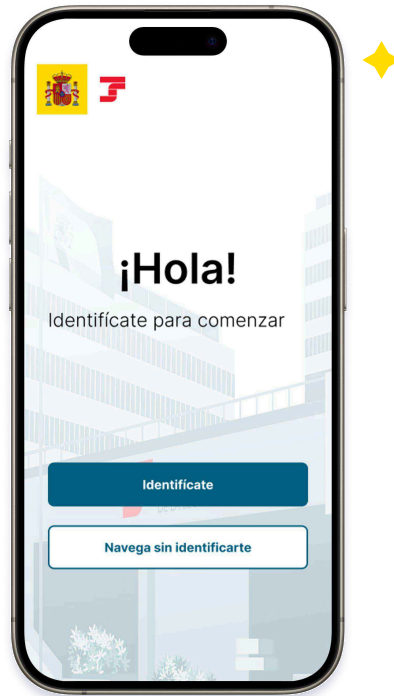 ¡Hola!
Identifícate para comenzar
Identifícate
Navega sin identificarte